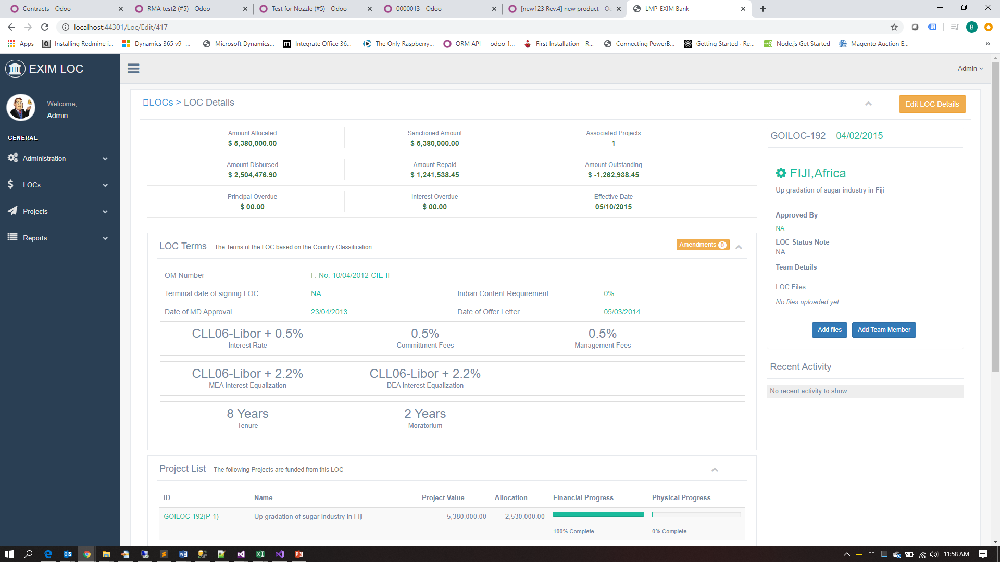 Contracts - Odoo
RMA test2 (#5) - Odoo
Test for Nozzle (#5) - Odoo
0000013 - Odoo
[new123 Rev.4] new product - Oc
LMP-EXIM Bank
localhost:44301/Loc/Edit/417
B
Apps
Installing Redmine i...
Dynamics 365 v9 -...
Microsoft Dynamics...
Integrate Office 36...
The Only Raspberry...
ORM API — odoo 1...
First Installation - R...
Connecting PowerB...
Getting Started · Re...
Node.js Get Started
Magento Auction E...
»
EXIM LOC
Admin
Welcome,
Admin
GENERAL
Administration
LOCs
Projects
Reports
LOCs > LOC Details
Edit LOC Details
Amount Allocated
$ 5,380,000.00
Sanctioned Amount
$ 5,380,000.00
Associated Projects
1
Amount Disbursed
$ 2,504,476.90
Amount Repaid
$ 1,241,538.45
Amount Outstanding
$ -1,262,938.45
Principal Overdue
$ 00.00
Interest Overdue
$ 00.00
Effective Date
05/10/2015
LOC Terms The Terms of the LOC based on the Country Classification.
Amendments 0
OM Number F. No. 10/04/2012-CIE-II
Terminal date of signing LOC NA Indian Content Requirement 0%
Date of MD Approval 23/04/2013 Date of Offer Letter 05/03/2014
CLL06-Libor + 0.5%
Interest Rate
0.5%
Committment Fees
0.5%
Management Fees
CLL06-Libor + 2.2%
MEA Interest Equalization
CLL06-Libor + 2.2%
DEA Interest Equalization
8 Years
Tenure
2 Years
Moratorium
Project List The following Projects are funded from this LOC
ID Name Project Value Allocation Financial Progress Physical Progress
GOILOC-192(P-1) Up gradation of sugar industry in Fiji 5,380,000.00 2,530,000.00
100% Complete 0% Complete
GOILOC-192 04/02/2015
FIJI,Africa
Up gradation of sugar industry in Fiji
Approved By
NA
LOC Status Note
NA
Team Details
LOC Files
No files uploaded yet.
Add files
Add Team Member
Recent Activity
No recent activity to show.
44
83
11:58 AM